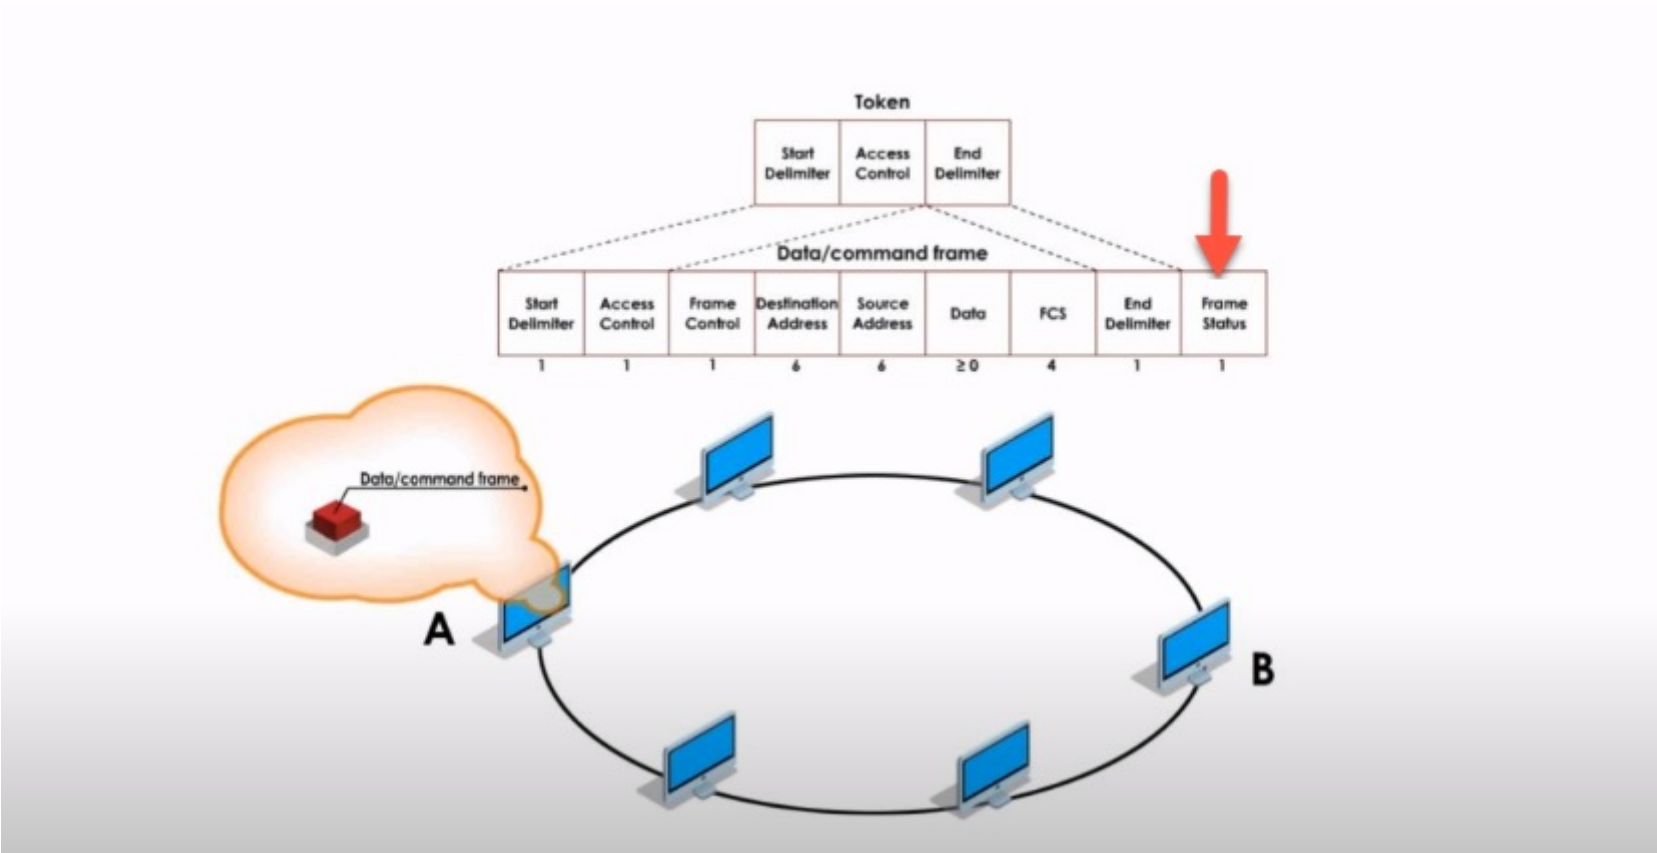 Token
Start
Delimiter
Access
Control
End
Delimiter
Data/command frame
Start
Delimiter
Access
Control
Frame
Control
Destination
Address
Source
Address
Data
FCS
End
Delimiter
Frame
Status
1 1 1 6 6 ≥0 4 1 1
Data/command frame
A
B